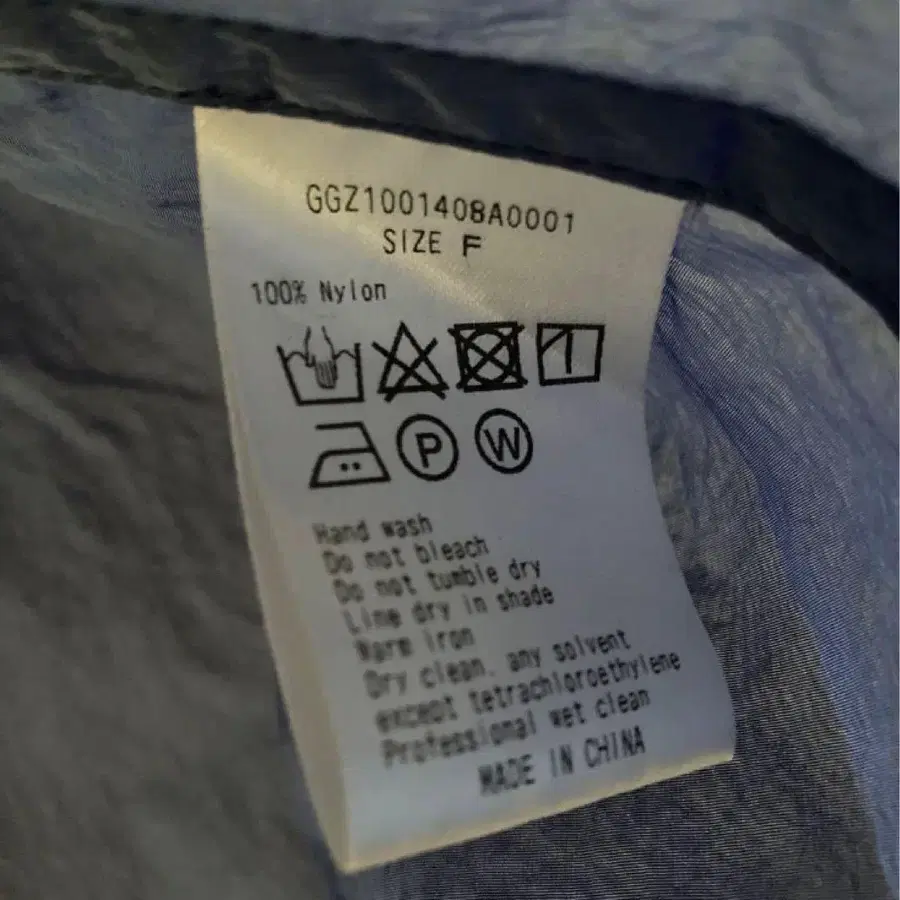 GGZ1001408A0001
SIZE F
100% Nylon
P W
Hand wash
Do not bleach
Do not tumble dry
Line dry in shade
Warm iron
Dry clean, any solvent
except tetrachloroethylene
Professional wet clean
MADE IN CHINA